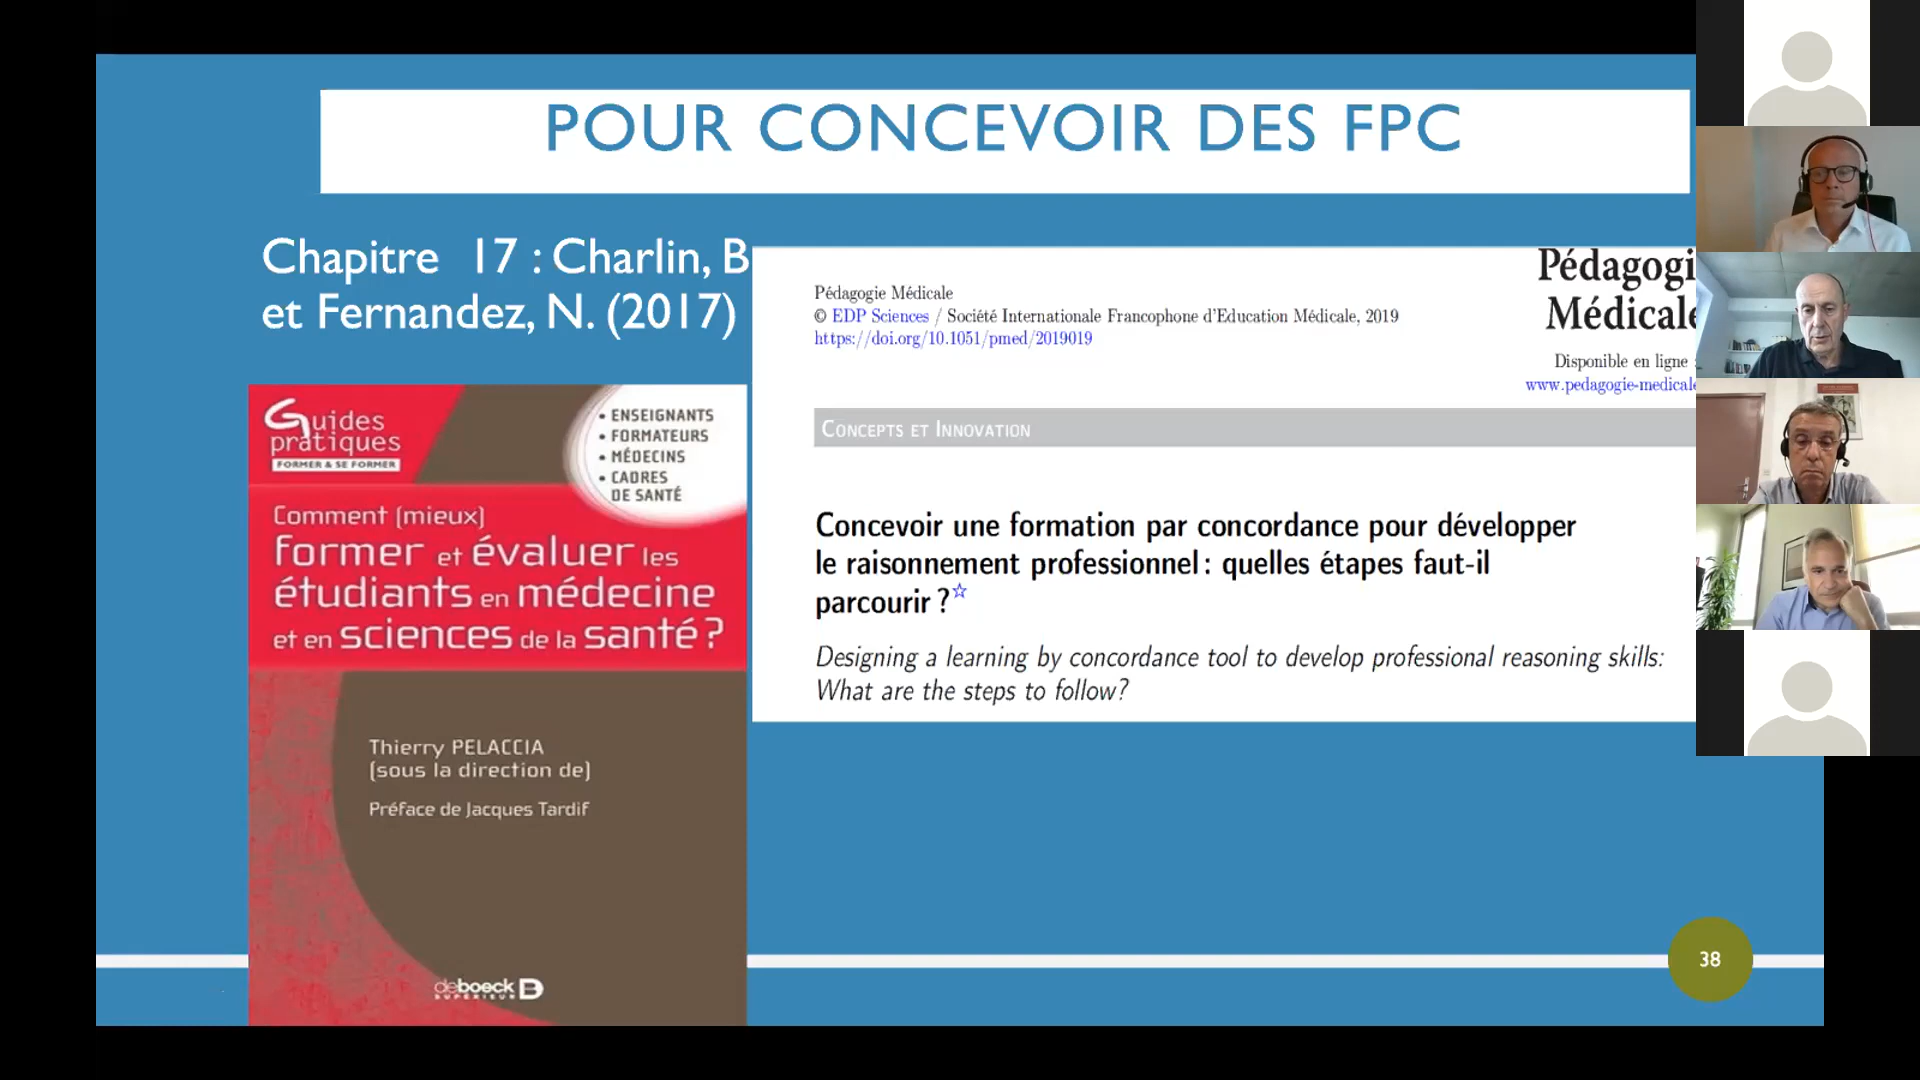 POUR CONCEVOIR DES FPC
Chapitre 17 : Charlin, B
et Fernandez, N. (2017)
Guides
pratiques
FORMER & SE FORMER
• ENSEIGNANTS
• FORMATEURS
• MÉDECINS
• CADRES
DE SANTÉ
Comment (mieux)
former et évaluer les
étudiants en médecine
et en sciences de la santé ?
Thierry PELACCIA
(sous la direction de)
Préface de Jacques Tardif
deboeck B
SUPÉRIEUR
Pédagogie Médicale
© EDP Sciences / Société Internationale Francophone d'Education Médicale, 2019
https://doi.org/10.1051/pmed/2019019
Pédagogi
Médicale
Disponible en ligne :
www.pedagogie-medicale
CONCEPTS ET INNOVATION
Concevoir une formation par concordance pour développer
le raisonnement professionnel : quelles étapes faut-il
parcourir ?☆
Designing a learning by concordance tool to develop professional reasoning skills:
What are the steps to follow?
38